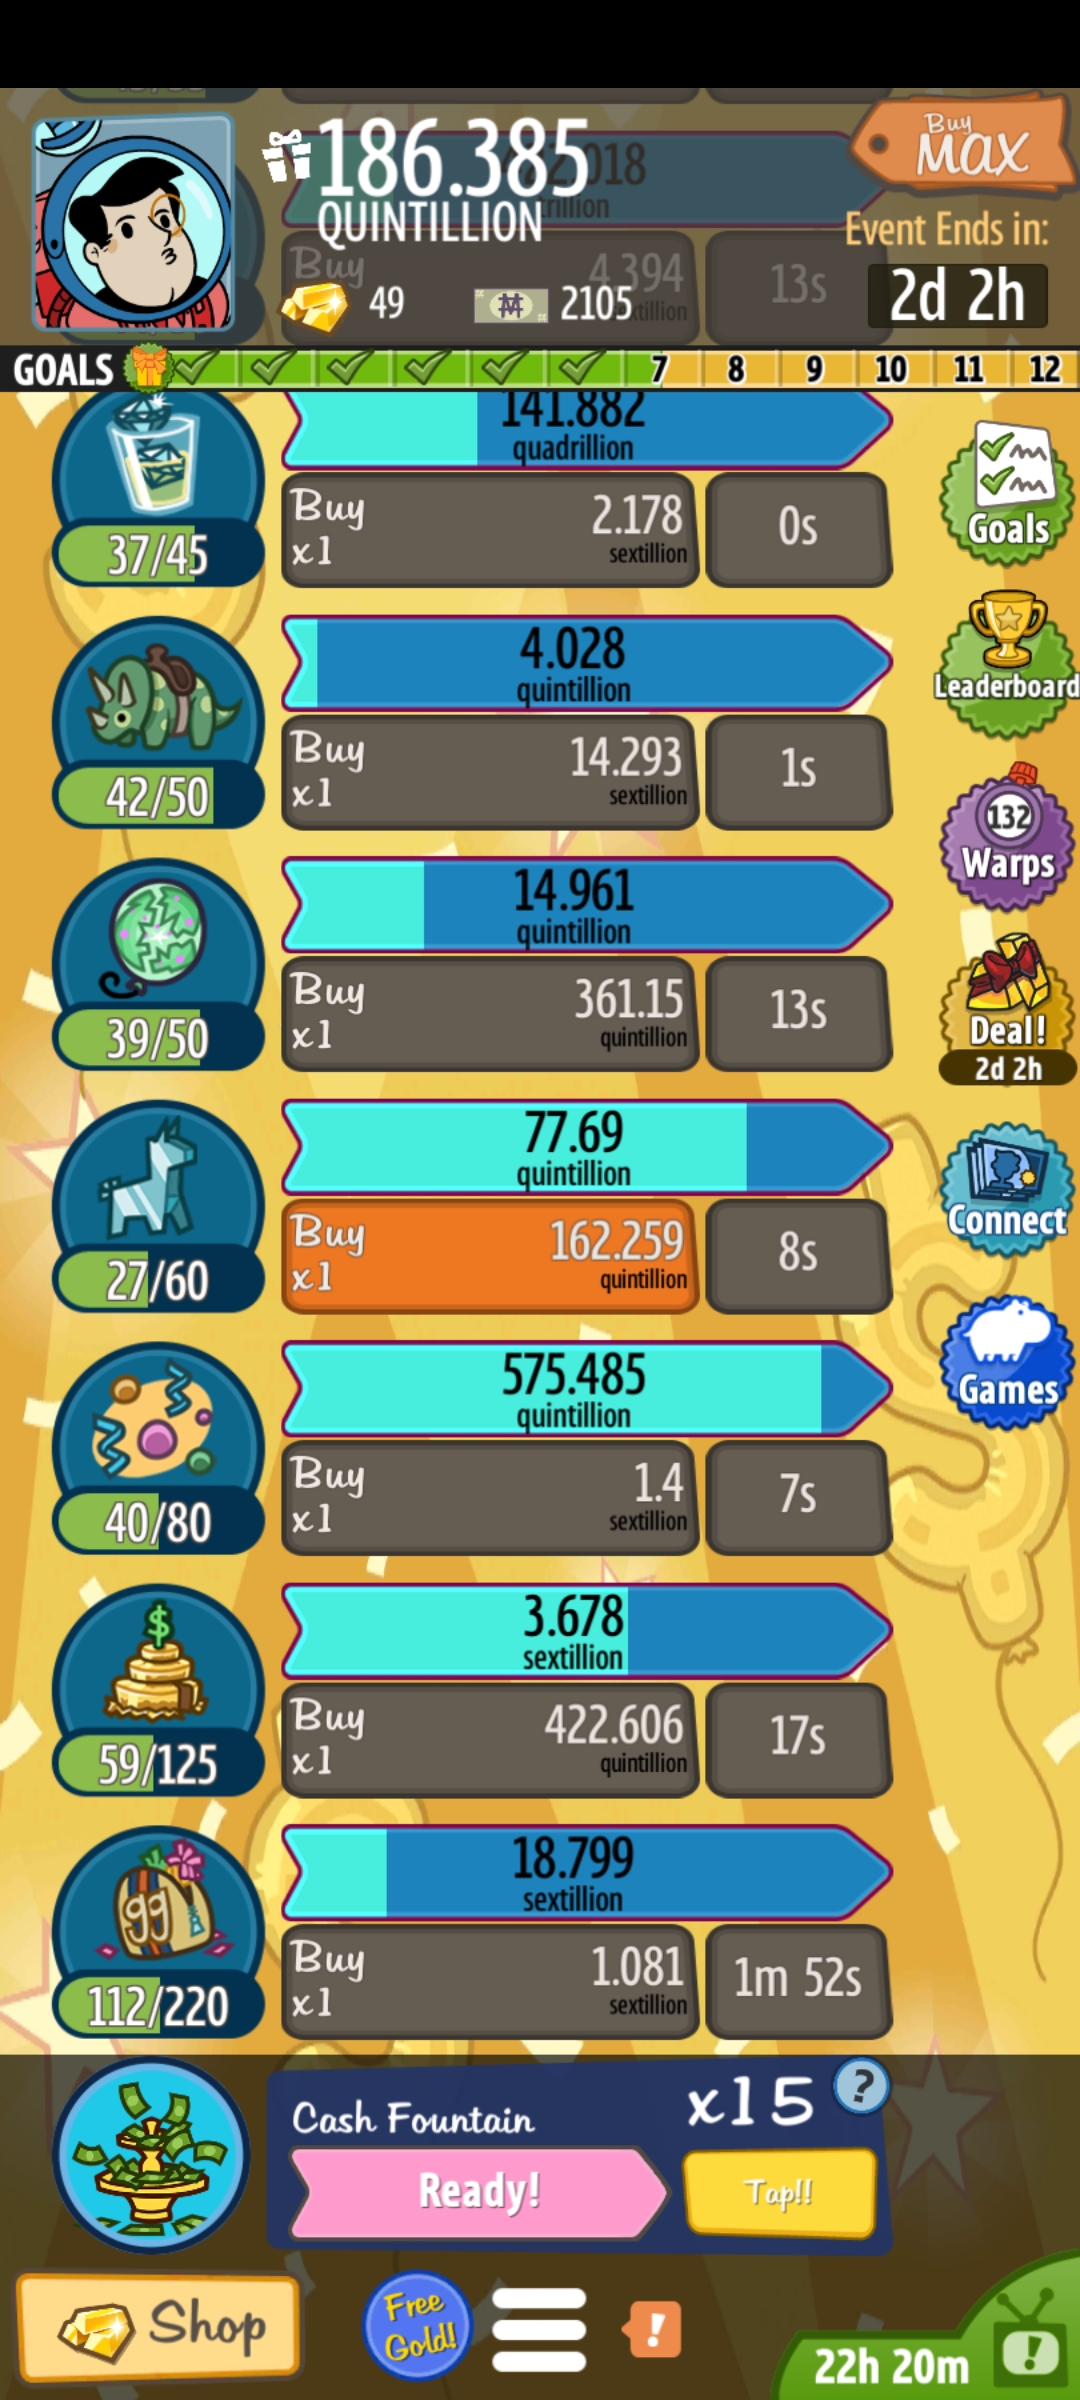 186.385
QUINTILLION
Buy
MAX
Event Ends in:
2d 2h
Buy
4.394
13s
49
2105
GOALS
7
8
9
10
11
12
141.882
quadrillion
Buy
x1
2.178
sextillion
0s
37/45
Goals
4.028
quintillion
Buy
x1
14.293
sextillion
1s
42/50
Leaderboard
14.961
quintillion
Buy
x1
361.15
quintillion
13s
39/50
132
Warps
Deal!
2d 2h
77.69
quintillion
Buy
x1
162.259
quintillion
8s
27/60
Connect
575.485
quintillion
Buy
x1
1.4
sextillion
7s
40/80
Games
3.678
sextillion
Buy
x1
422.606
quintillion
17s
$
59/125
18.799
sextillion
Buy
x1
1.081
sextillion
1m 52s
99
112/220
Cash Fountain
x15
?
Ready!
Tap!!
Shop
Free
Gold!
!
22h 20m
!